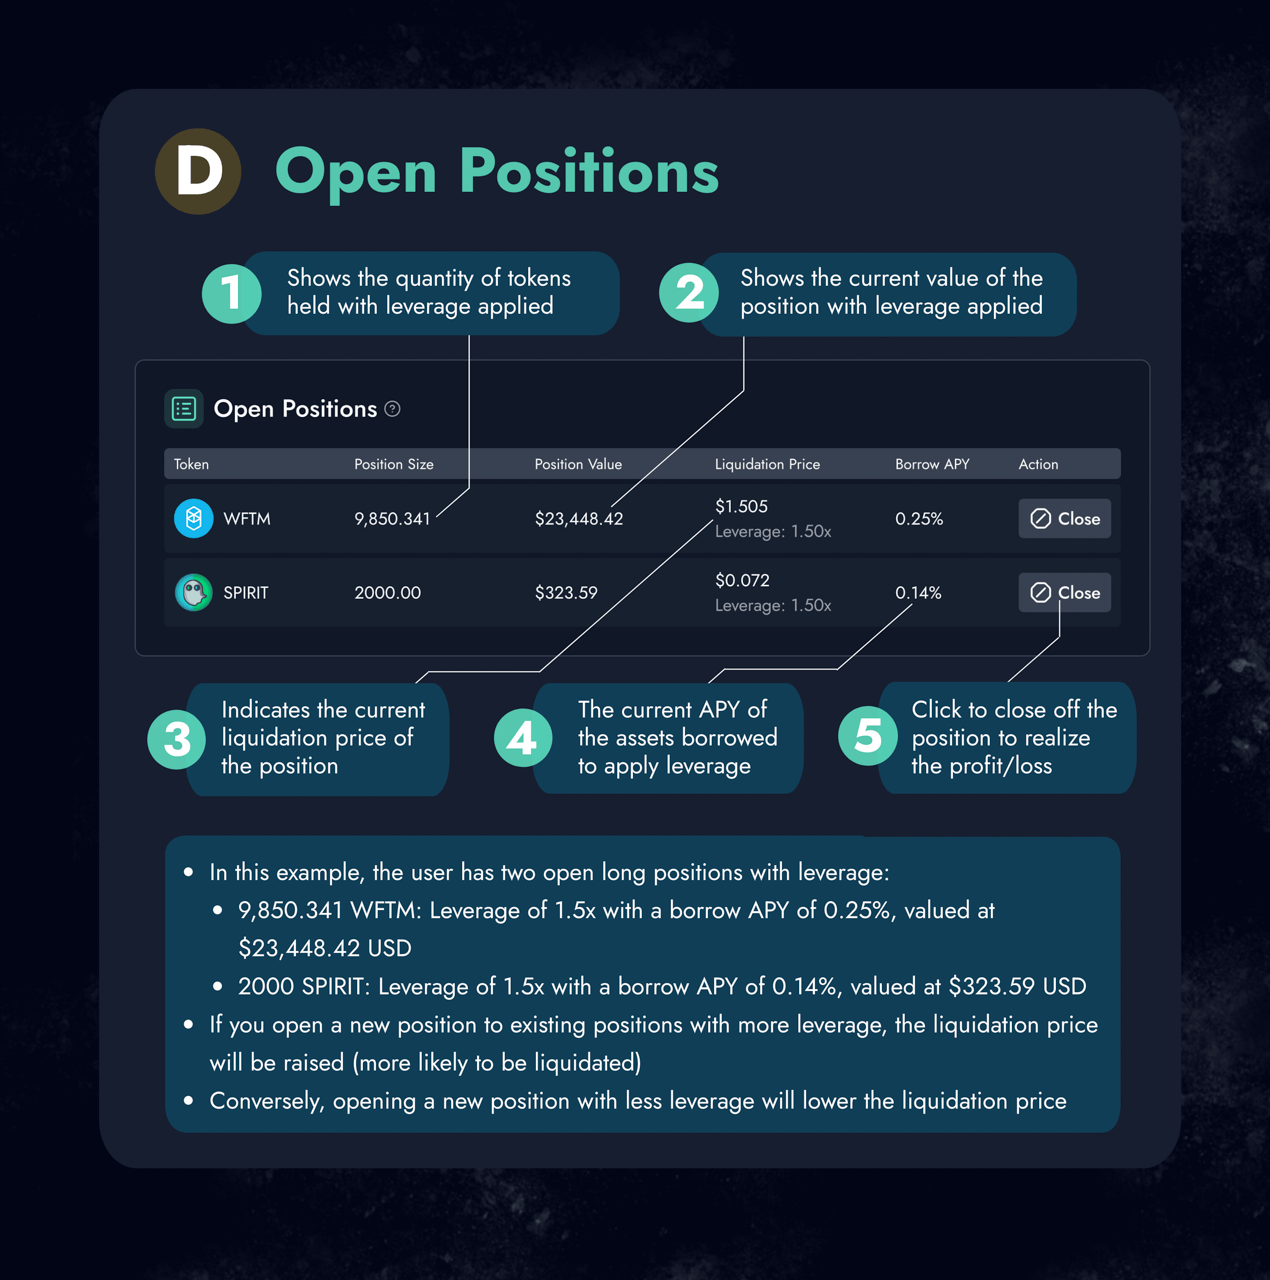 D Open Positions
1 Shows the quantity of tokens
held with leverage applied
2 Shows the current value of the
position with leverage applied
Open Positions ?
Token Position Size Position Value Liquidation Price Borrow APY Action
WFTM 9,850.341 $23,448.42 $1.505 0.25% Close
Leverage: 1.50x
SPIRIT 2000.00 $323.59 $0.072 0.14% Close
Leverage: 1.50x
3 Indicates the current
liquidation price of
the position
4 The current APY of
the assets borrowed
to apply leverage
5 Click to close off the
position to realize
the profit/loss
• In this example, the user has two open long positions with leverage:
• 9,850.341 WFTM: Leverage of 1.5x with a borrow APY of 0.25%, valued at
$23,448.42 USD
• 2000 SPIRIT: Leverage of 1.5x with a borrow APY of 0.14%, valued at $323.59 USD
• If you open a new position to existing positions with more leverage, the liquidation price
will be raised (more likely to be liquidated)
• Conversely, opening a new position with less leverage will lower the liquidation price